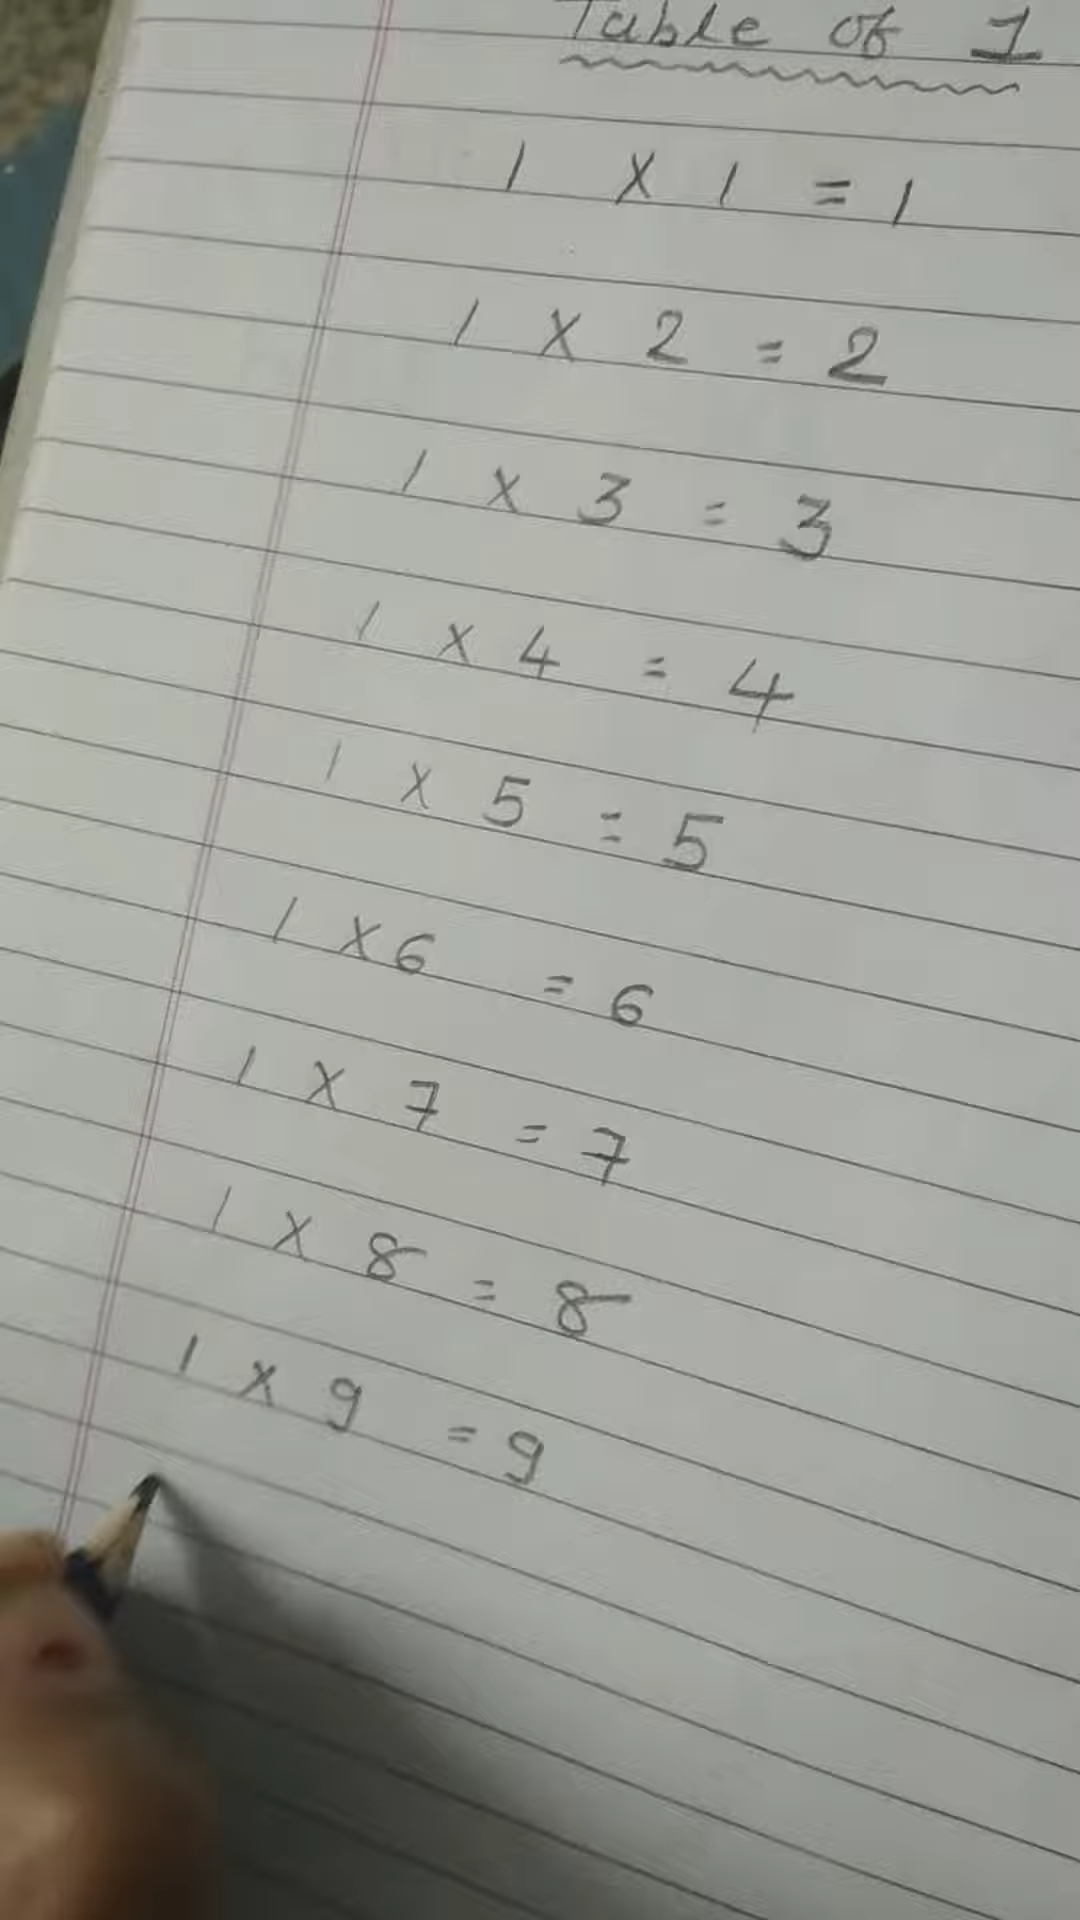 Table of 1
1 X 1 = 1
1 X 2 = 2
1 X 3 = 3
1 X 4 = 4
1 X 5 = 5
1 X 6 = 6
1 X 7 = 7
1 X 8 = 8
1 X 9 = 9